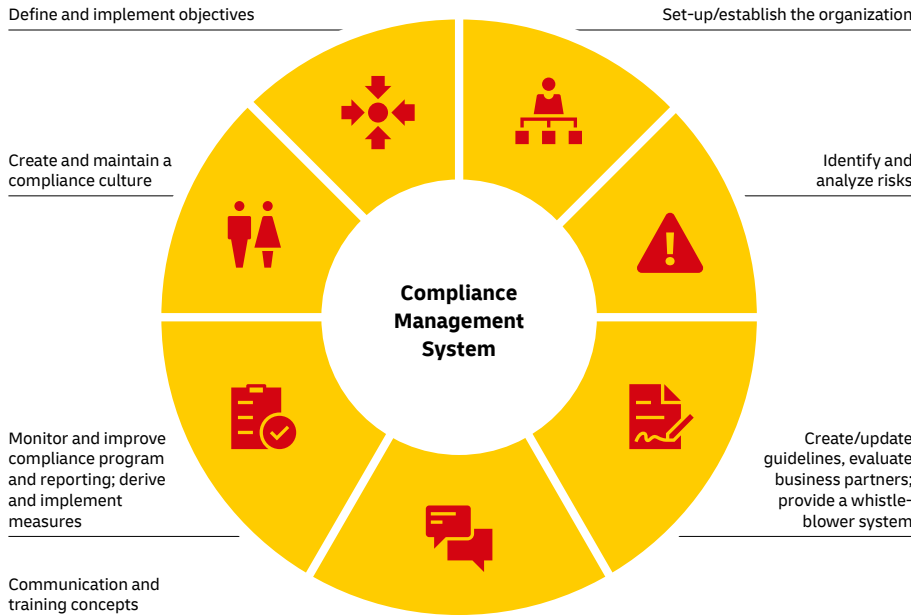 Define and implement objectives
Set-up/establish the organization
Create and maintain a
compliance culture
Identify and
analyze risks
Compliance
Management
System
Monitor and improve
compliance program
and reporting; derive
and implement
measures
Create/update
guidelines, evaluate
business partners;
provide a whistle-
blower system
Communication and
training concepts